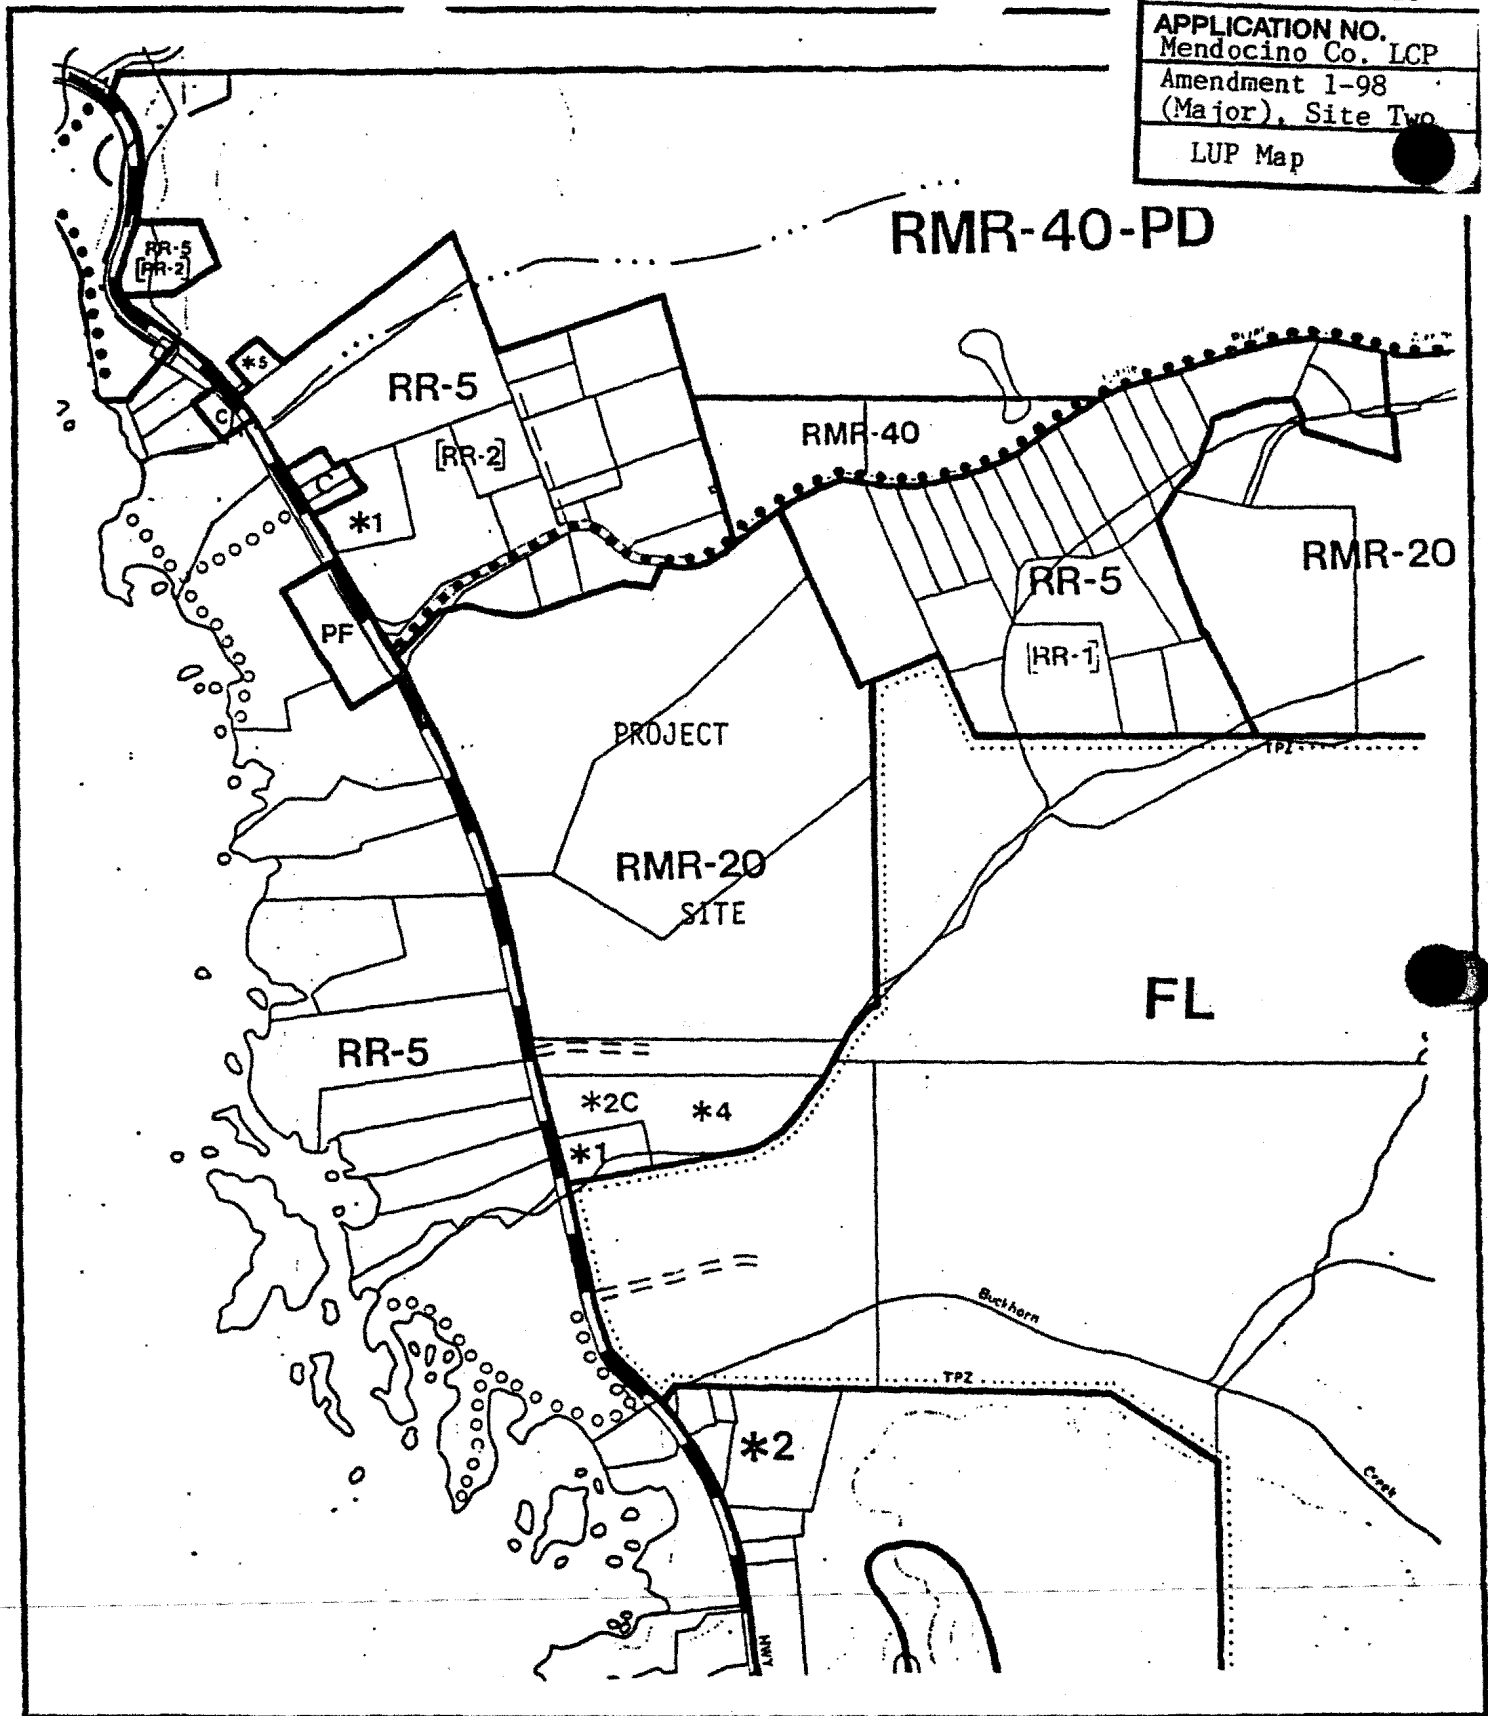 APPLICATION NO.
Mendocino Co. LCP
Amendment 1-98
(Major), Site Two
LUP Map
RMR-40-PD
RR-5
[RR-2]
*5
RR-5
C
RMR-40
[RR-2]
C
*1
RMR-20
RR-5
PF
[RR-1]
PROJECT
TPZ
RMR-20
SITE
FL
RR-5
*2C
*4
*1
Buckhorn
TPZ
*2
Creek
HWY